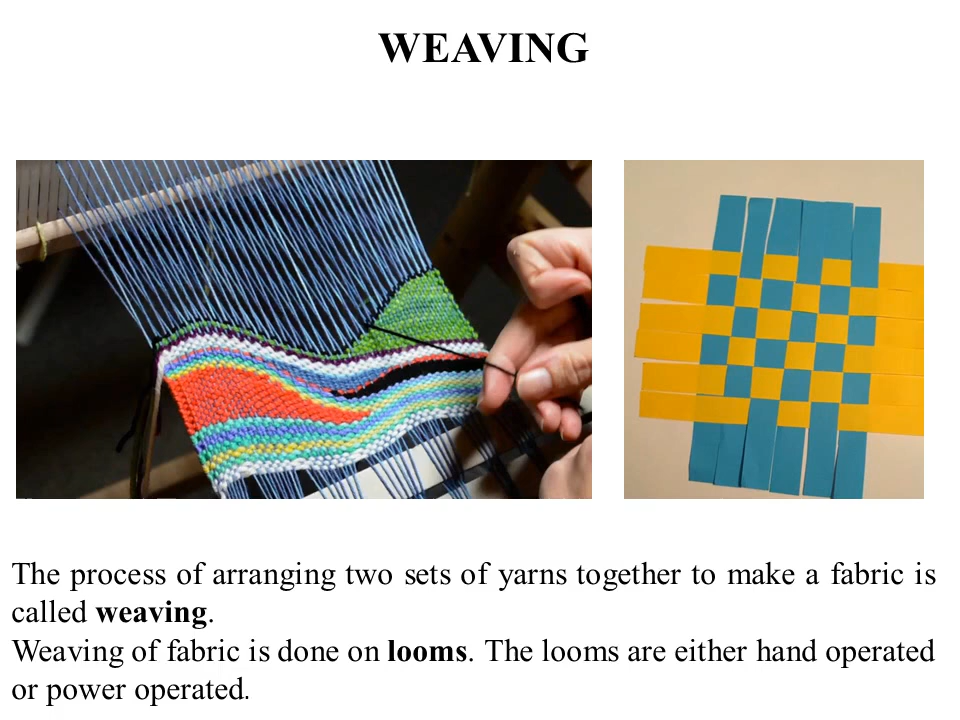 WEAVING
The process of arranging two sets of yarns together to make a fabric is
called weaving.
Weaving of fabric is done on looms. The looms are either hand operated
or power operated.